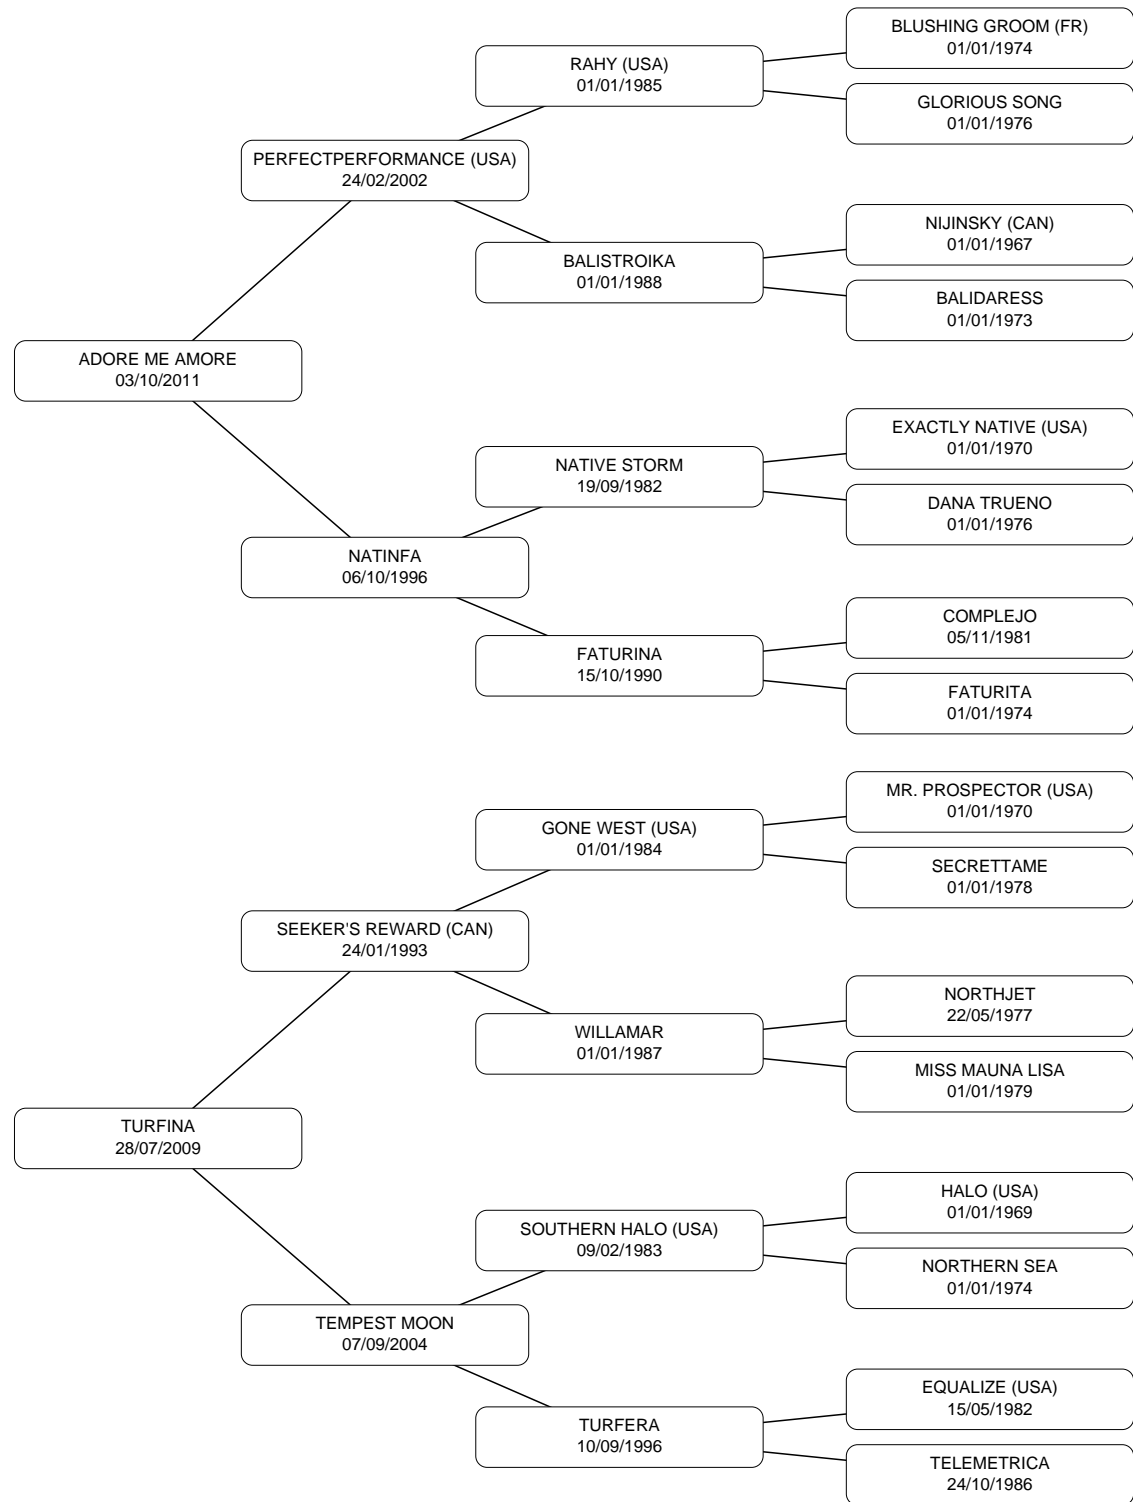 BLUSHING GROOM (FR)
01/01/1974
RAHY (USA)
01/01/1985
GLORIOUS SONG
01/01/1976
PERFECTPERFORMANCE (USA)
24/02/2002
NIJINSKY (CAN)
01/01/1967
BALISTROIKA
01/01/1988
BALIDARESS
01/01/1973
ADORE ME AMORE
03/10/2011
EXACTLY NATIVE (USA)
01/01/1970
NATIVE STORM
19/09/1982
DANA TRUENO
01/01/1976
NATINFA
06/10/1996
COMPLEJO
05/11/1981
FATURINA
15/10/1990
FATURITA
01/01/1974
MR. PROSPECTOR (USA)
01/01/1970
GONE WEST (USA)
01/01/1984
SECRETTAME
01/01/1978
SEEKER'S REWARD (CAN)
24/01/1993
NORTHJET
22/05/1977
WILLAMAR
01/01/1987
MISS MAUNA LISA
01/01/1979
TURFINA
28/07/2009
HALO (USA)
01/01/1969
SOUTHERN HALO (USA)
09/02/1983
NORTHERN SEA
01/01/1974
TEMPEST MOON
07/09/2004
EQUALIZE (USA)
15/05/1982
TURFERA
10/09/1996
TELEMETRICA
24/10/1986